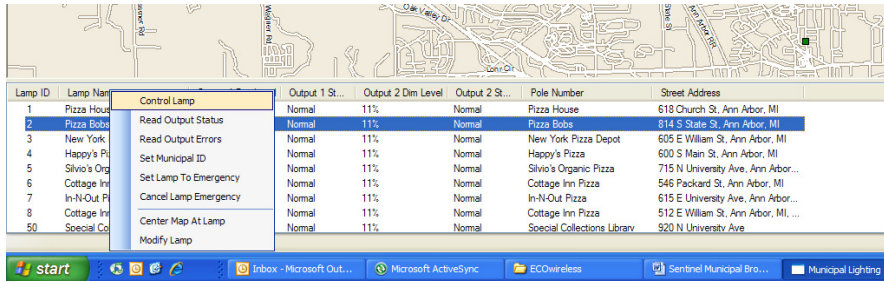 Wagner Rd
Oak Valley Dr
State St
Ann Arbor RR
Lohr Cir
Lamp ID Output 1 St... Output 2 Dim Level Output 2 St... Pole Number Street Address
1 Pizza Hous Normal 11% Normal Pizza House 618 Church St, Ann Arbor, MI
2 Pizza Bobs Normal 11% Normal Pizza Bobs 814 S State St, Ann Arbor, MI
3 New York Normal 11% Normal New York Pizza Depot 605 E William St, Ann Arbor, MI
4 Happy's Pi Normal 11% Normal Happy's Pizza 600 S Main St, Ann Arbor, MI
5 Silvio's Org Normal 11% Normal Silvio's Organic Pizza 715 N University Ave, Ann Arbor...
6 Cottage Inn Normal 11% Normal Cottage Inn Pizza 546 Packard St, Ann Arbor, MI
7 In-N-Out Pi Normal 11% Normal In-N-Out Pizza 615 E University Ave, Ann Arbor...
8 Cottage Inn Normal 11% Normal Cottage Inn Pizza 512 E William St, Ann Arbor, MI, ...
50 Special Co Normal 11% Normal Special Collections Library 920 N University Ave
Control Lamp
Read Output Status
Read Output Errors
Set Municipal ID
Set Lamp To Emergency
Cancel Lamp Emergency
Center Map At Lamp
Modify Lamp
start Inbox - Microsoft Out... Microsoft ActiveSync ECOwireless Sentinel Municipal Bro... Municipal Lighting